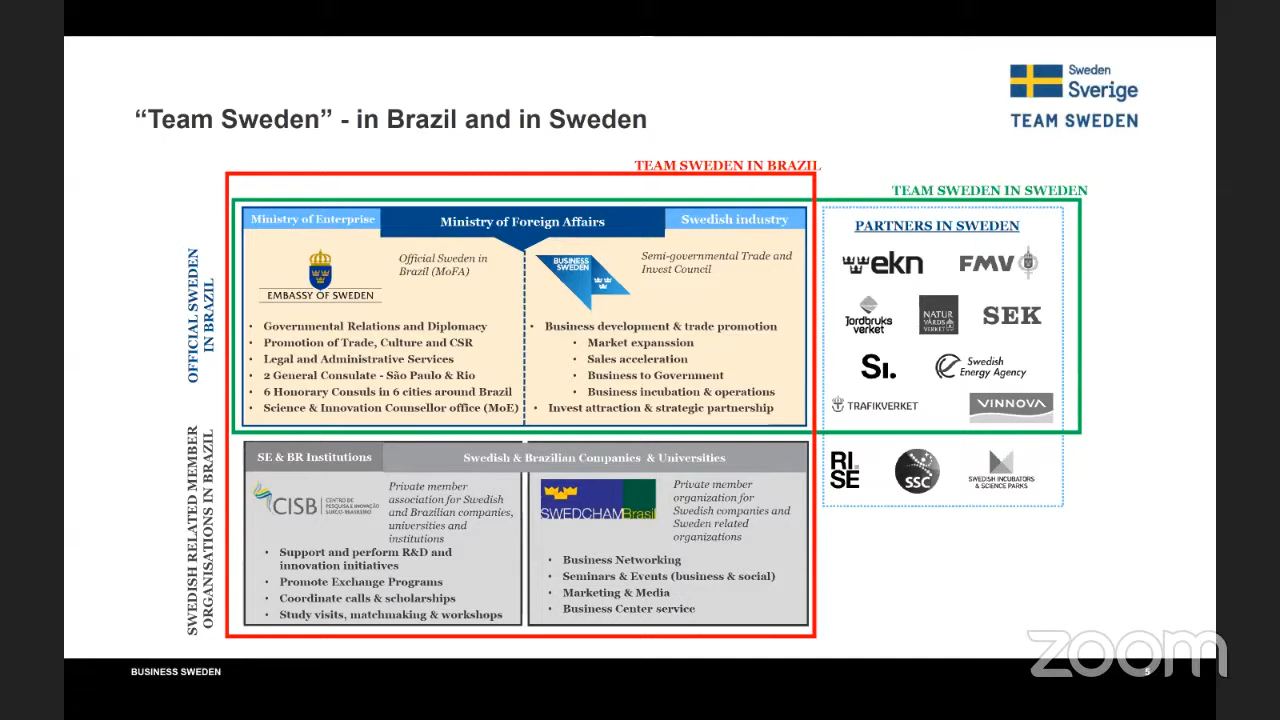 Sweden
Sverige
TEAM SWEDEN
“Team Sweden” - in Brazil and in Sweden
TEAM SWEDEN IN BRAZIL
TEAM SWEDEN IN SWEDEN
OFFICIAL SWEDEN
IN BRAZIL
Ministry of Enterprise
Ministry of Foreign Affairs
Swedish industry
EMBASSY OF SWEDEN
Official Sweden in
Brazil (MoFA)
• Governmental Relations and Diplomacy
• Promotion of Trade, Culture and CSR
• Legal and Administrative Services
• 2 General Consulate - São Paulo & Rio
• 6 Honorary Consuls in 6 cities around Brazil
• Science & Innovation Counsellor office (MoE)
BUSINESS
SWEDEN
Semi-governmental Trade and
Invest Council
• Business development & trade promotion
• Market expanssion
• Sales acceleration
• Business to Government
• Business incubation & operations
• Invest attraction & strategic partnership
PARTNERS IN SWEDEN
ekn
FMV
Jordbruks
verket
NATUR
VÅRDS
VERKET
SEK
Si.
Swedish
Energy Agency
TRAFIKVERKET
VINNOVA
RI.
SE
SSC
SWEDISH INCUBATORS
& SCIENCE PARKS
SWEDISH RELATED MEMBER
ORGANISATIONS IN BRAZIL
SE & BR Institutions
Swedish & Brazilian Companies & Universities
CISB
CENTRO DE
PESQUISA E INOVAÇÃO
SUECO-BRASILEIRO
Private member
association for Swedish
and Brazilian companies,
universities and
institutions
• Support and perform R&D and
innovation initiatives
• Promote Exchange Programs
• Coordinate calls & scholarships
• Study visits, matchmaking & workshops
SWEDCHAMBrasil
Private member
organization for
Swedish companies and
Sweden related
organizations
• Business Networking
• Seminars & Events (business & social)
• Marketing & Media
• Business Center service
BUSINESS SWEDEN
5
zoom